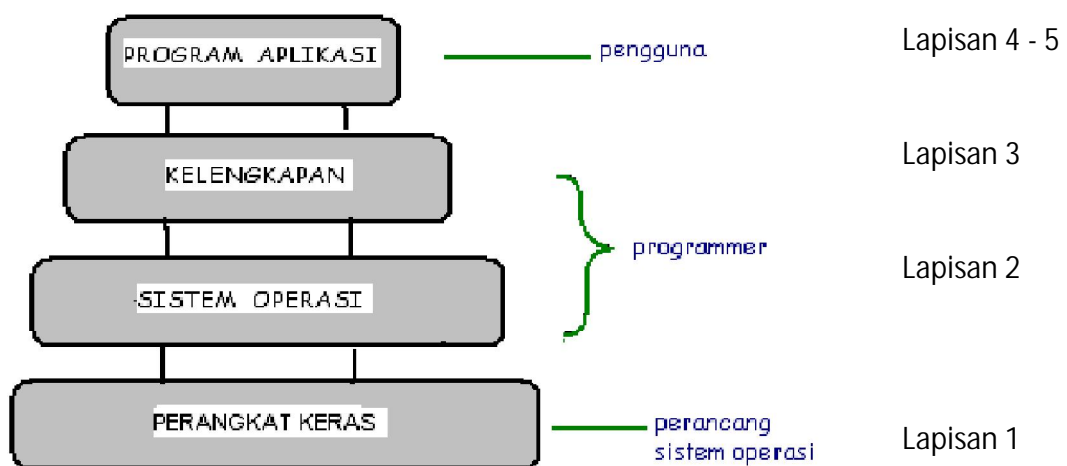 PROGRAM APLIKASI
pengguna
Lapisan 4 - 5
KELENGKAPAN
Lapisan 3
programmer
SISTEM OPERASI
Lapisan 2
PERANGKAT KERAS
perancang
sistem operasi
Lapisan 1